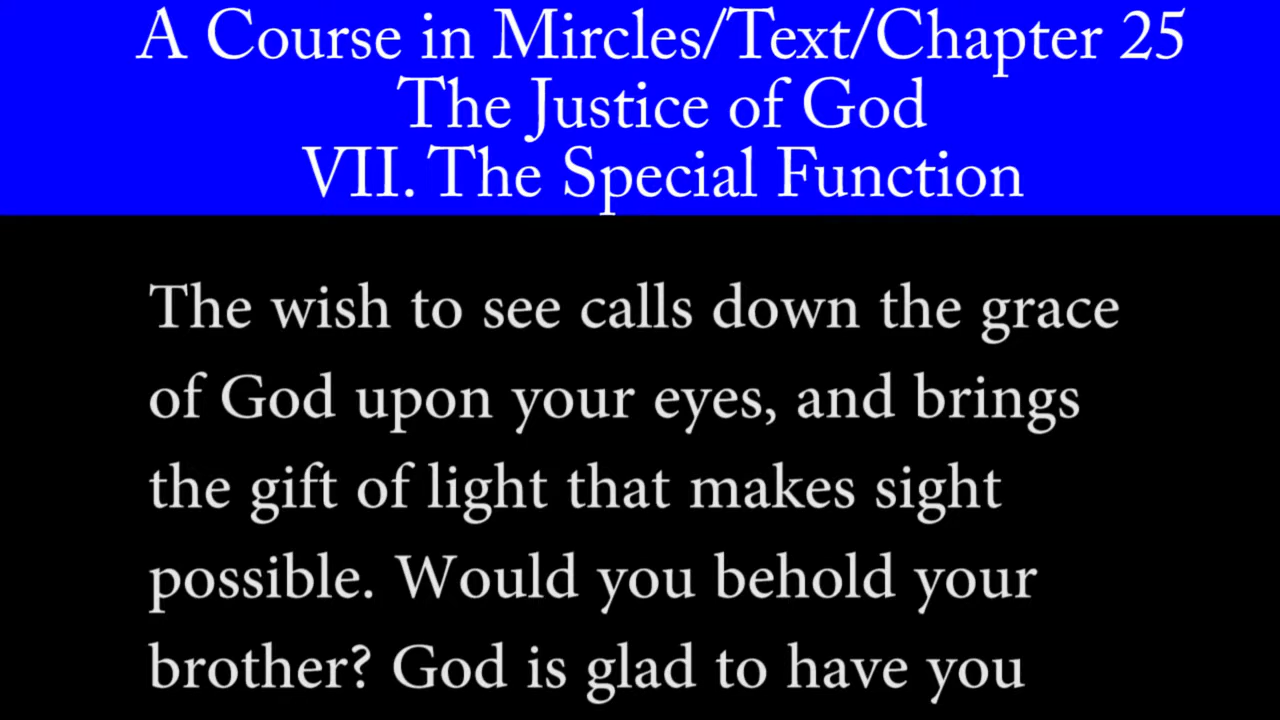 A Course in Mircles/Text/Chapter 25
The Justice of God
VII. The Special Function
The wish to see calls down the grace
of God upon your eyes, and brings
the gift of light that makes sight
possible. Would you behold your
brother? God is glad to have you